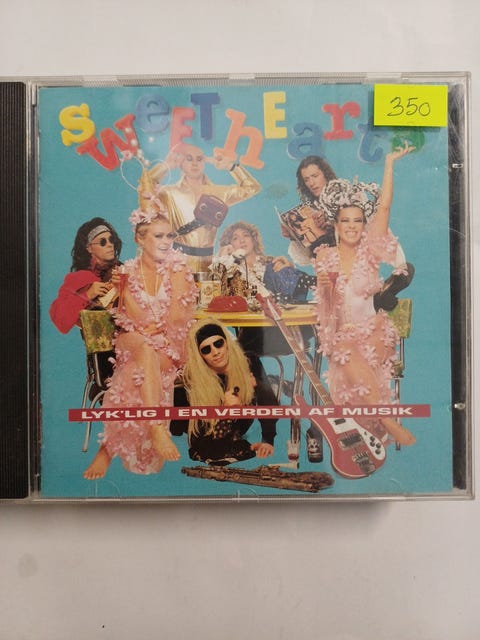 sweethearts
350
LYK'LIG I EN VERDEN AF MUSIK